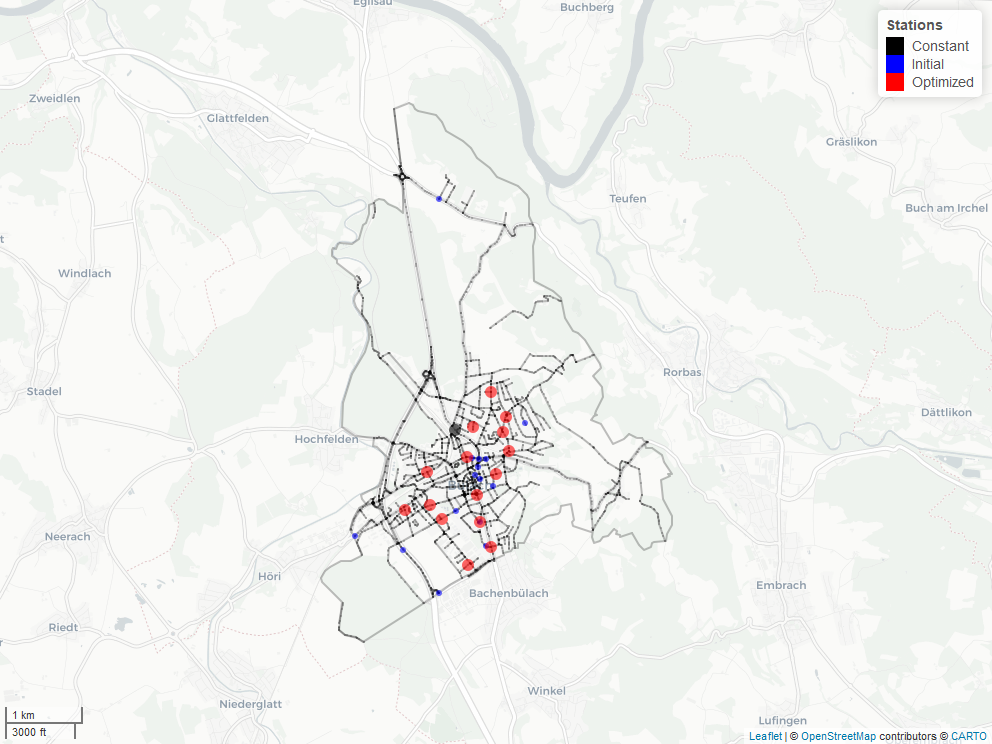 Eglisau
Buchberg
Stations
Constant
Initial
Optimized
Zweidlen
Glattfelden
Gräslikon
Teufen
Buch am Irchel
Windlach
Rorbas
Stadel
Dättlikon
Hochfelden
Neerach
Höri
Embrach
Bachenbülach
Riedt
Winkel
Niederglatt
Lufingen
1 km
3000 ft
Leaflet | © OpenStreetMap contributors © CARTO